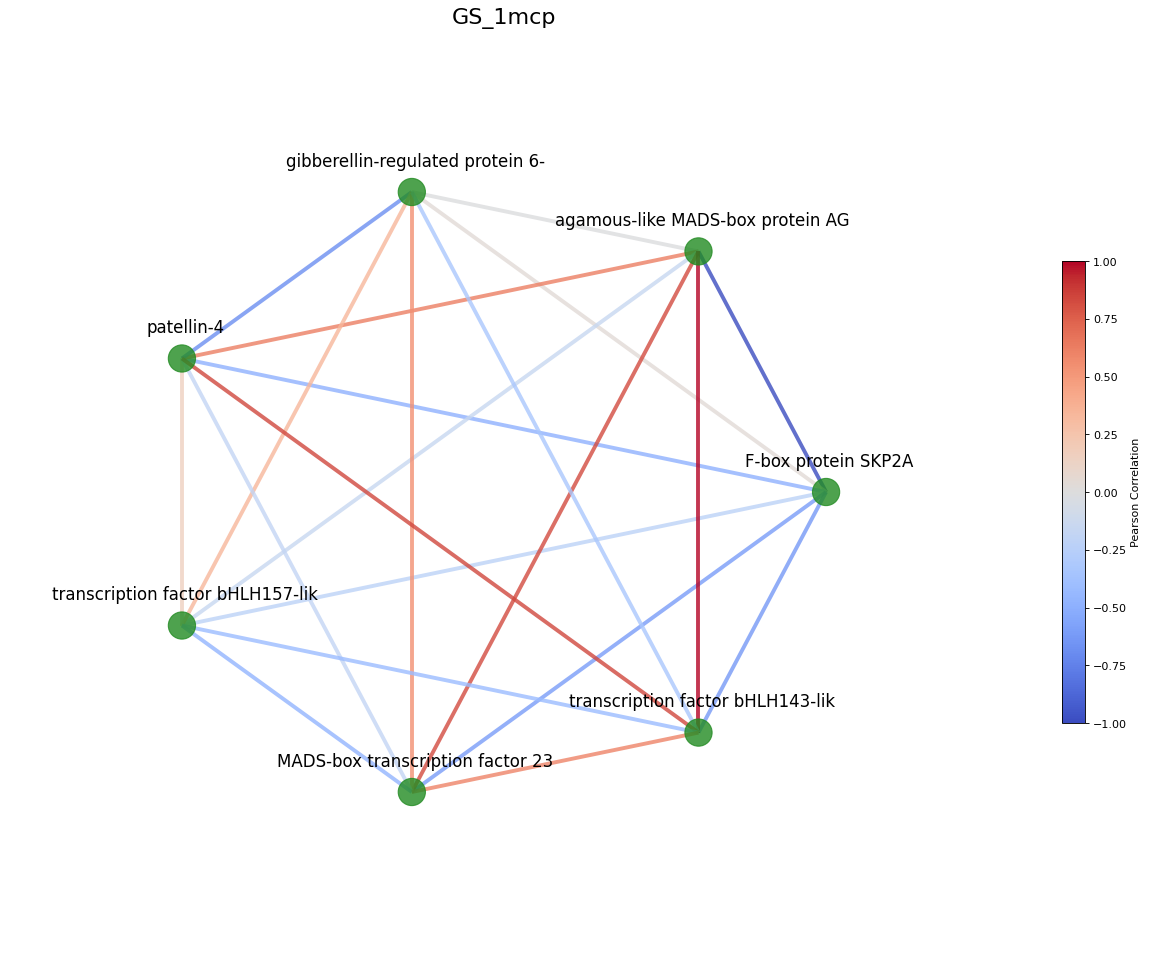 GS_1mcp
gibberellin-regulated protein 6-
agamous-like MADS-box protein AG
patellin-4
F-box protein SKP2A
transcription factor bHLH157-lik
transcription factor bHLH143-lik
MADS-box transcription factor 23
1.00
0.75
0.50
0.25
0.00
−0.25
−0.50
−0.75
−1.00
Pearson Correlation